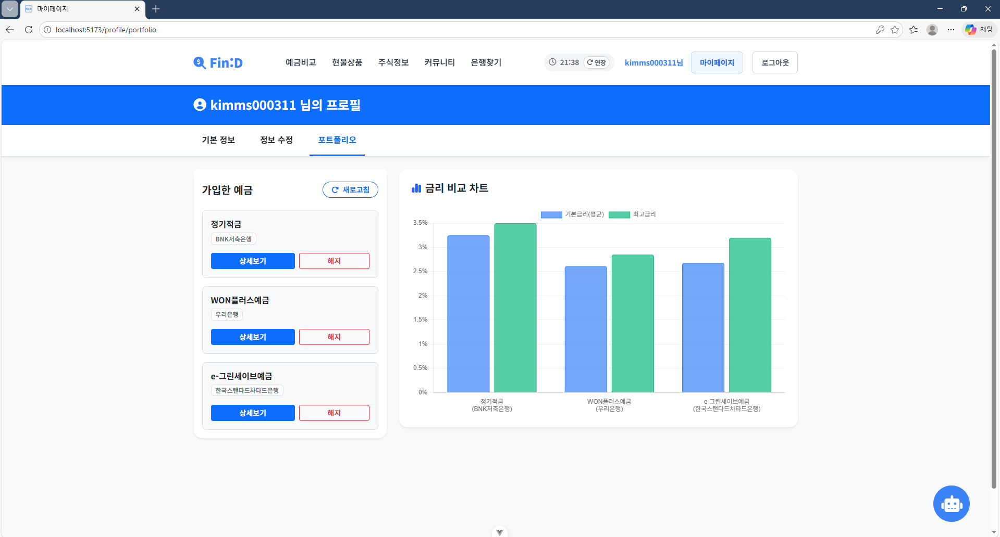 마이페이지
localhost:5173/profile/portfolio
채팅
Fin:D
예금비교 현물상품 주식정보 커뮤니티 은행찾기
21:38 연장
kimms000311님
마이페이지
로그아웃
kimms000311 님의 프로필
기본 정보 정보 수정 포트폴리오
가입한 예금
새로고침
정기적금
BNK저축은행
상세보기 해지
WON플러스예금
우리은행
상세보기 해지
e-그린세이브예금
한국스탠다드차타드은행
상세보기 해지
금리 비교 차트
기본금리(평균) 최고금리
3.5%
3%
2.5%
2%
1.5%
1%
0.5%
0%
정기적금
(BNK저축은행)
WON플러스예금
(우리은행)
e-그린세이브예금
(한국스탠다드차타드은행)